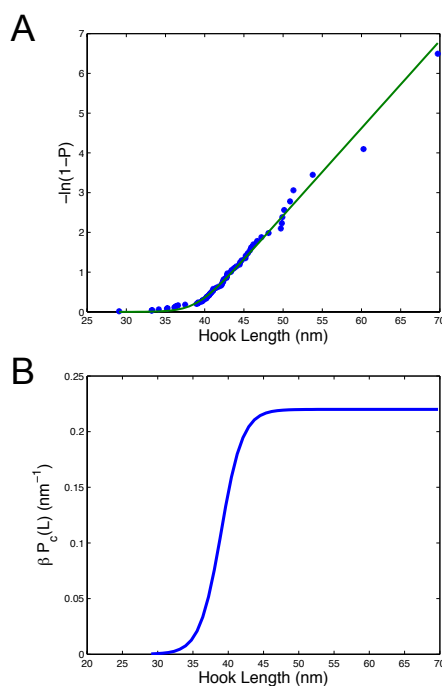 A
7
6
5
4
3
2
1
0
−ln(1−P)
25 30 35 40 45 50 55 60 65 70
Hook Length (nm)
B
0.25
0.2
0.15
0.1
0.05
0
β P_c(L) (nm⁻¹)
20 25 30 35 40 45 50 55 60 65 70
Hook Length (nm)